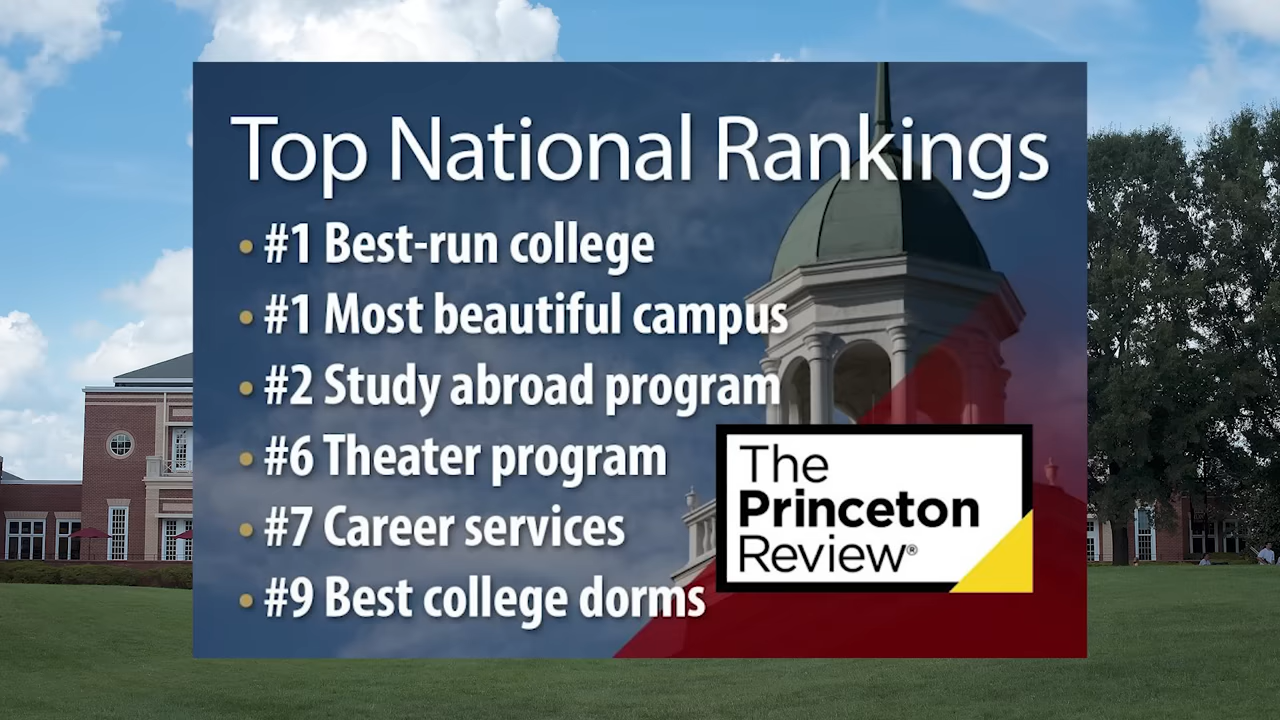 Top National Rankings
• #1 Best-run college
• #1 Most beautiful campus
• #2 Study abroad program
• #6 Theater program
• #7 Career services
• #9 Best college dorms
The
Princeton
Review®